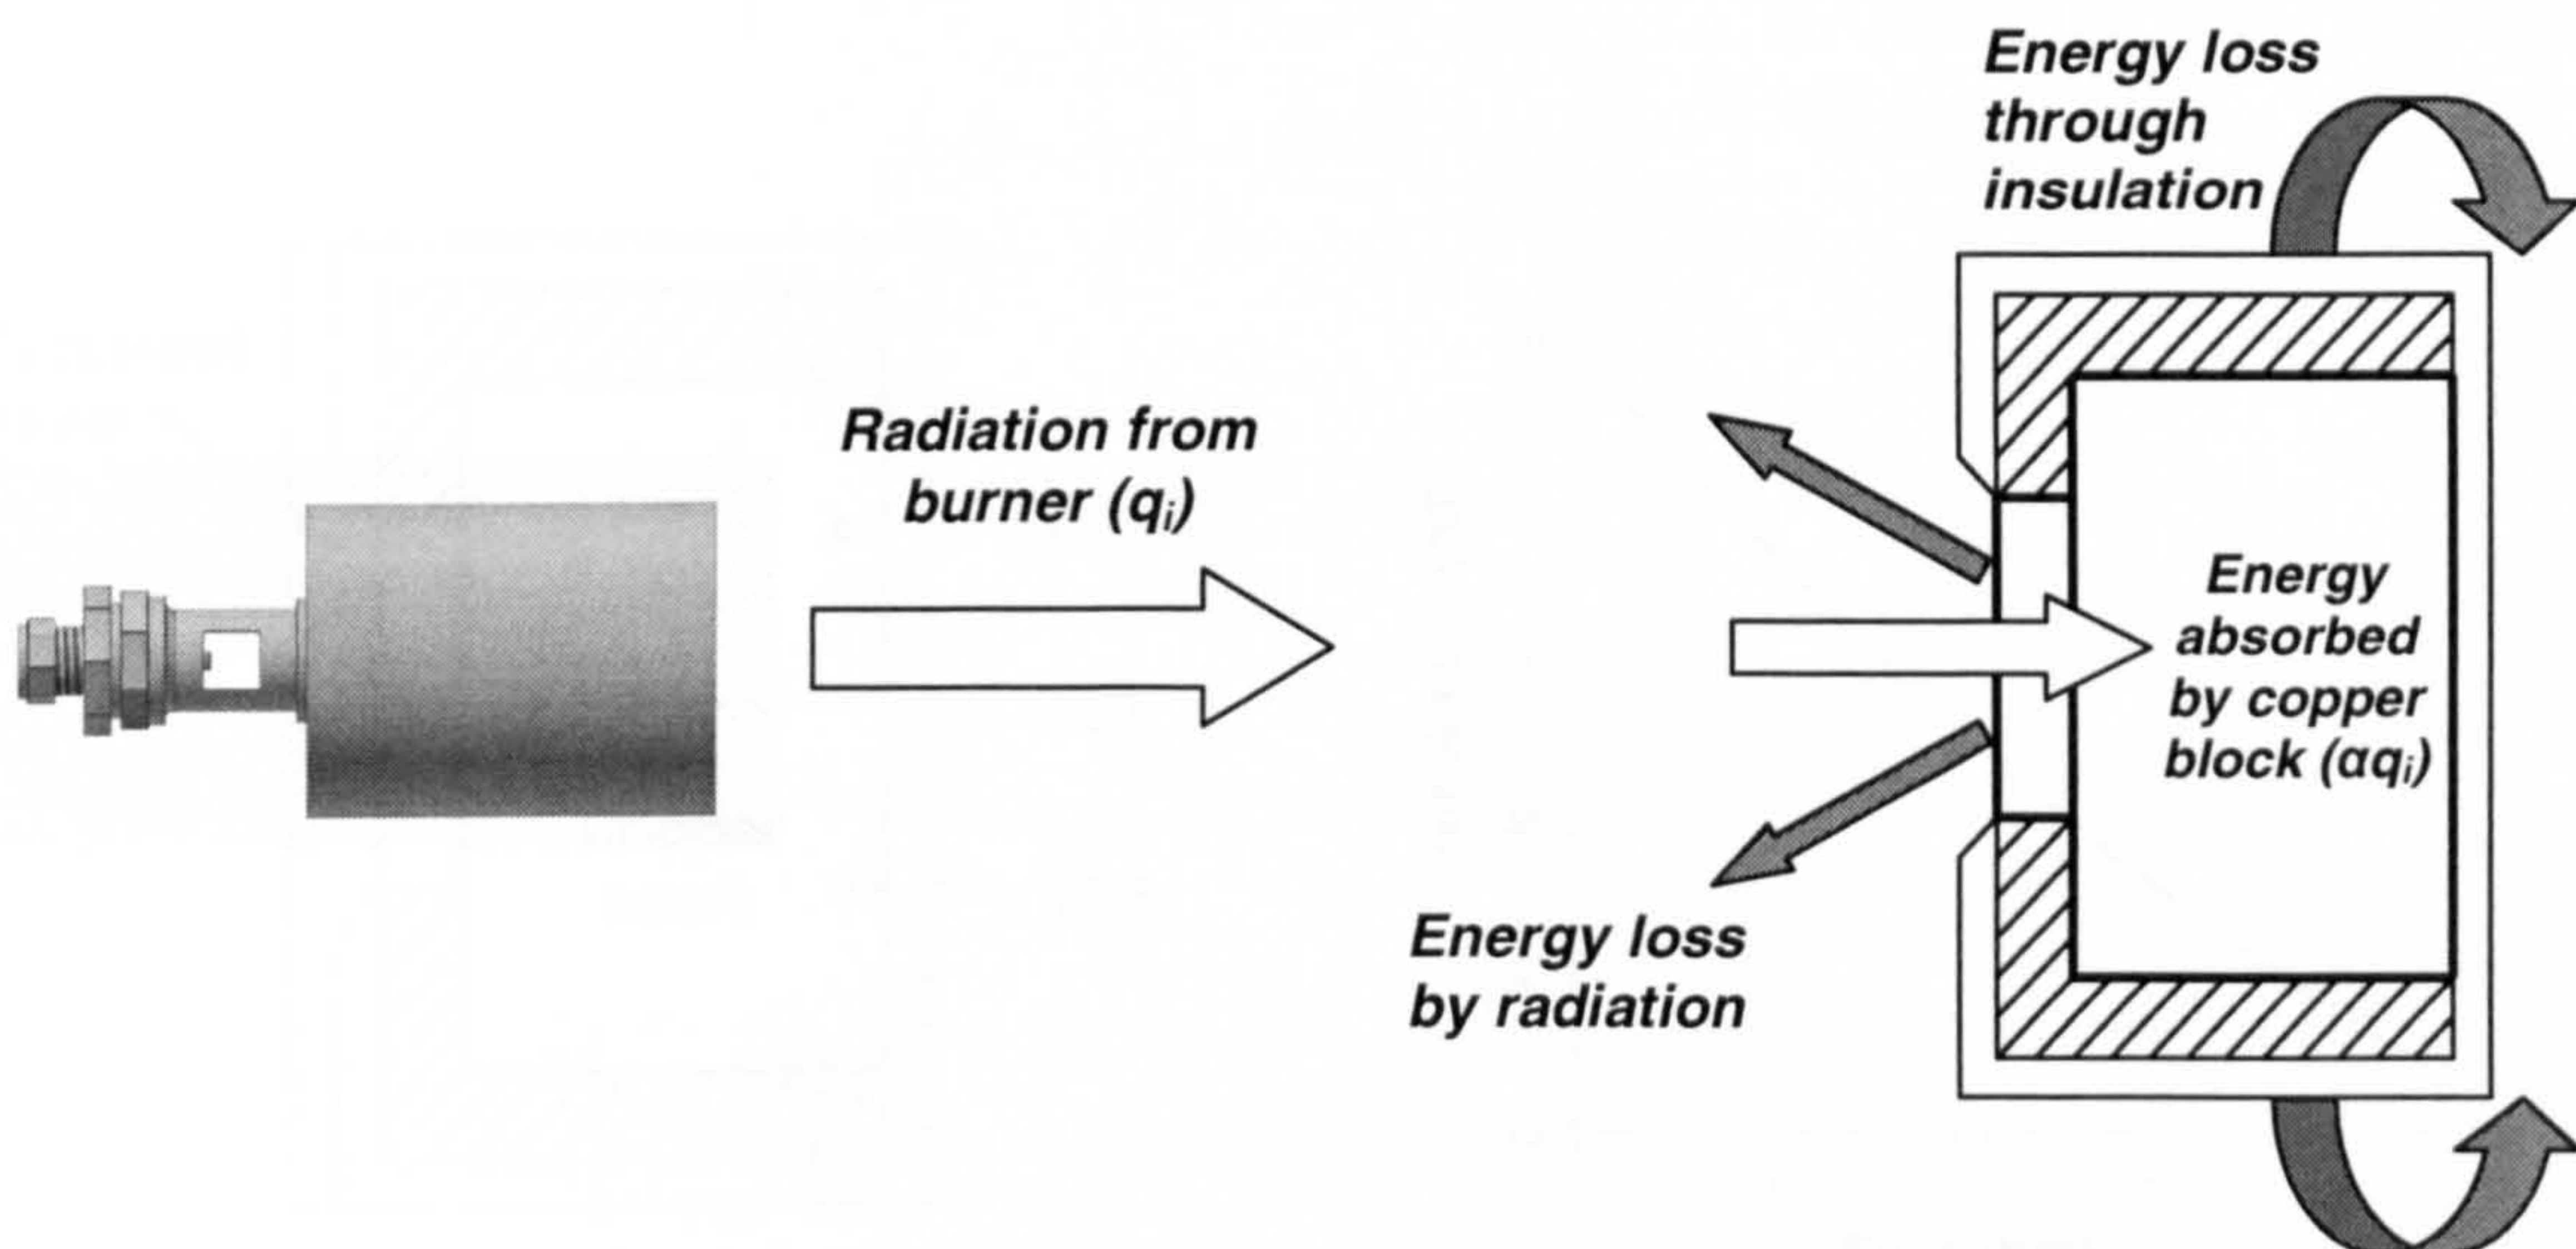 Energy loss
through
insulation
Radiation from
burner (qi)
Energy
absorbed
by copper
block (αqi)
Energy loss
by radiation